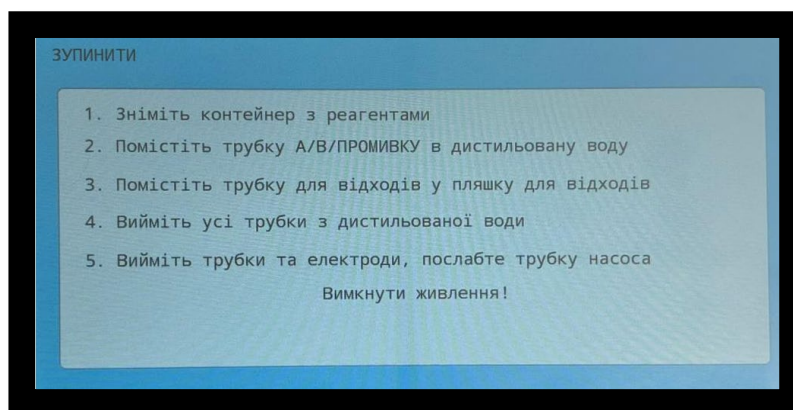 ЗУПИНИТИ
1. Зніміть контейнер з реагентами
2. Помістіть трубку А/В/ПРОМИВКУ в дистильовану воду
3. Помістіть трубку для відходів у пляшку для відходів
4. Вийміть усі трубки з дистильованої води
5. Вийміть трубки та електроди, послабте трубку насоса
Вимкнути живлення!